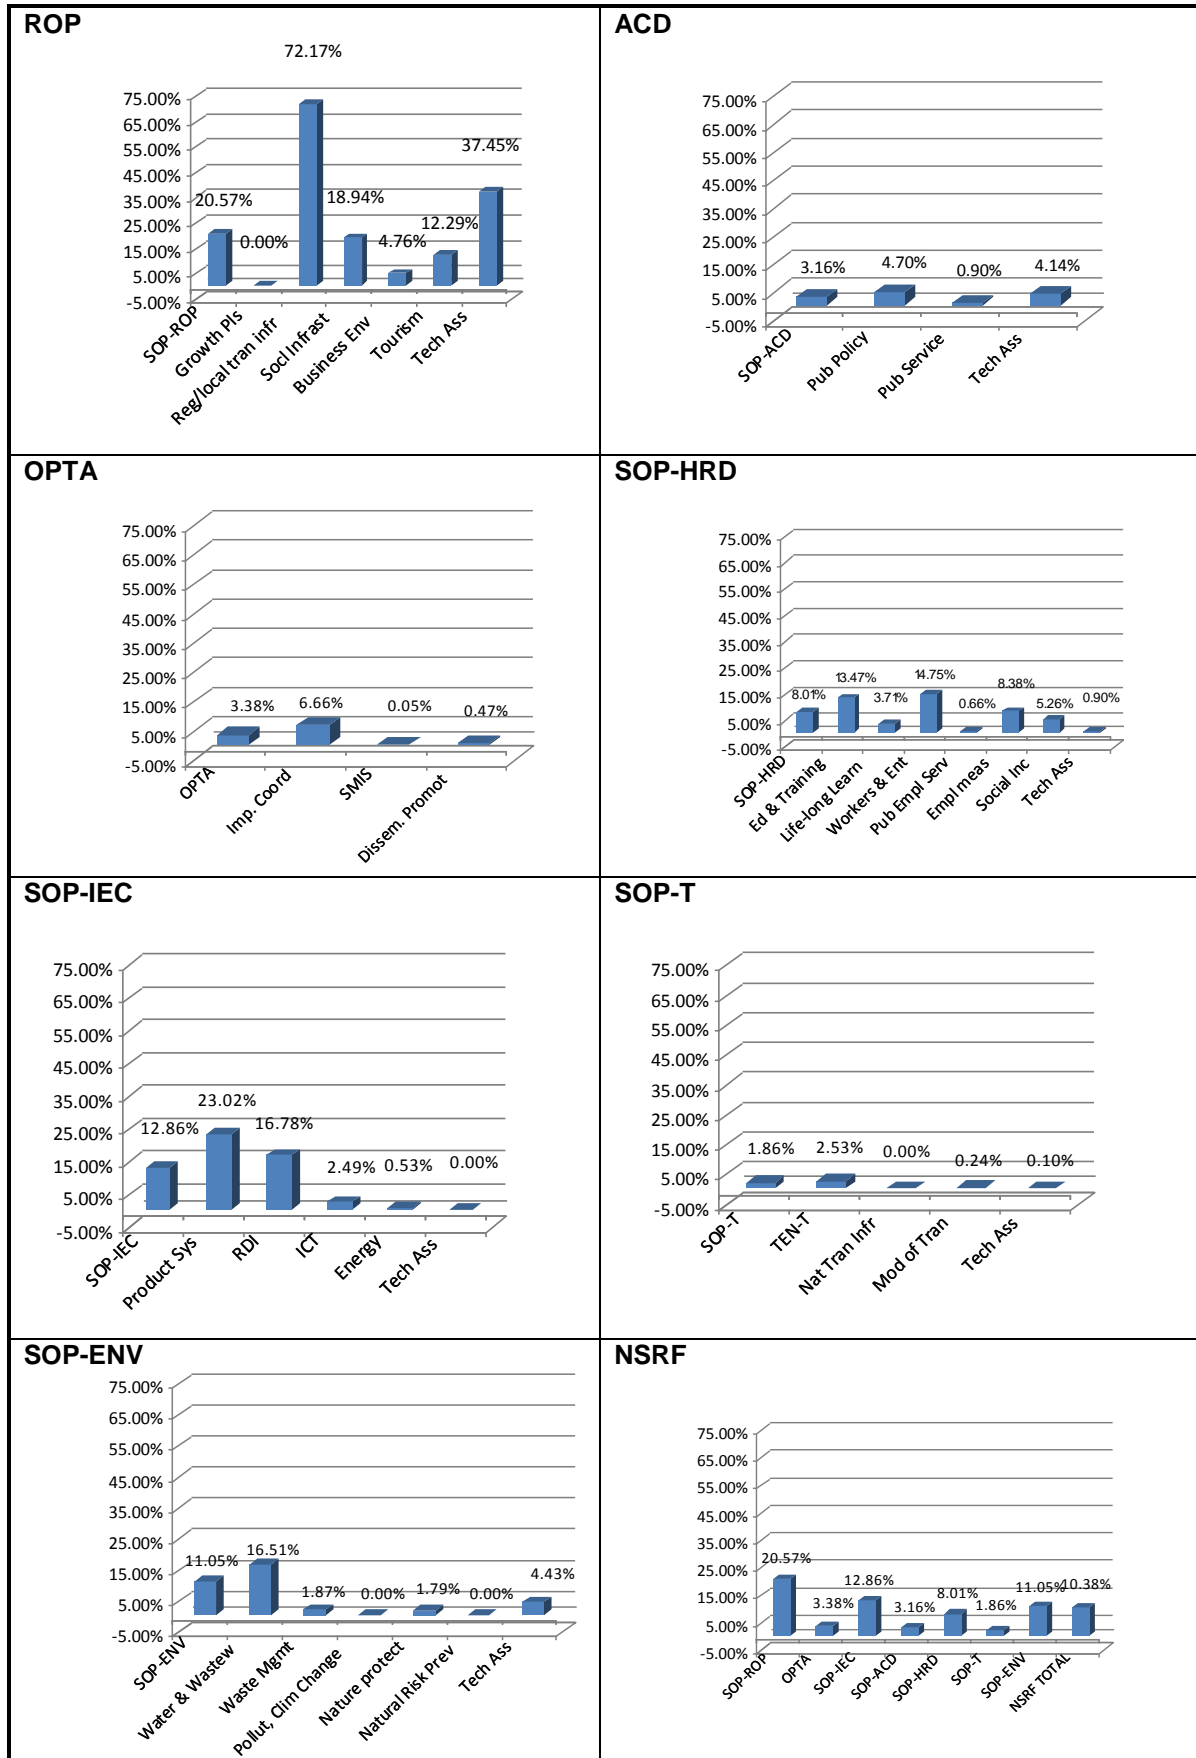 ROP
72.17%
75.00%
65.00%
55.00%
45.00%
35.00%
25.00%
15.00%
5.00%
-5.00%
20.57%
0.00%
18.94%
4.76%
12.29%
37.45%
SOP-ROP
Growth Pls
Reg/local tran infr
Socl Infrast
Business Env
Tourism
Tech Ass
ACD
75.00%
65.00%
55.00%
45.00%
35.00%
25.00%
15.00%
5.00%
-5.00%
3.16%
4.70%
0.90%
4.14%
SOP-ACD
Pub Policy
Pub Service
Tech Ass
OPTA
75.00%
65.00%
55.00%
45.00%
35.00%
25.00%
15.00%
5.00%
-5.00%
3.38%
6.66%
0.05%
0.47%
OPTA
Imp. Coord
SMIS
Dissem. Promot
SOP-HRD
75.00%
65.00%
55.00%
45.00%
35.00%
25.00%
15.00%
5.00%
-5.00%
8.01%
13.47%
3.71%
14.75%
0.66%
8.38%
5.26%
0.90%
SOP-HRD
Ed & Training
Life-long Learn
Workers & Ent
Pub Empl Serv
Empl meas
Social Inc
Tech Ass
SOP-IEC
75.00%
65.00%
55.00%
45.00%
35.00%
25.00%
15.00%
5.00%
-5.00%
12.86%
23.02%
16.78%
2.49%
0.53%
0.00%
SOP-IEC
Product Sys
RDI
ICT
Energy
Tech Ass
SOP-T
75.00%
65.00%
55.00%
45.00%
35.00%
25.00%
15.00%
5.00%
-5.00%
1.86%
2.53%
0.00%
0.24%
0.10%
SOP-T
TEN-T
Nat Tran Infr
Mod of Tran
Tech Ass
SOP-ENV
75.00%
65.00%
55.00%
45.00%
35.00%
25.00%
15.00%
5.00%
-5.00%
11.05%
16.51%
1.87%
0.00%
1.79%
0.00%
4.43%
SOP-ENV
Water & Wastew
Waste Mgmt
Pollut, Clim Change
Nature protect
Natural Risk Prev
Tech Ass
NSRF
75.00%
65.00%
55.00%
45.00%
35.00%
25.00%
15.00%
5.00%
-5.00%
20.57%
3.38%
12.86%
3.16%
8.01%
1.86%
11.05%
10.38%
SOP-ROP
OPTA
SOP-IEC
SOP-ACD
SOP-HRD
SOP-T
SOP-ENV
NSRF TOTAL